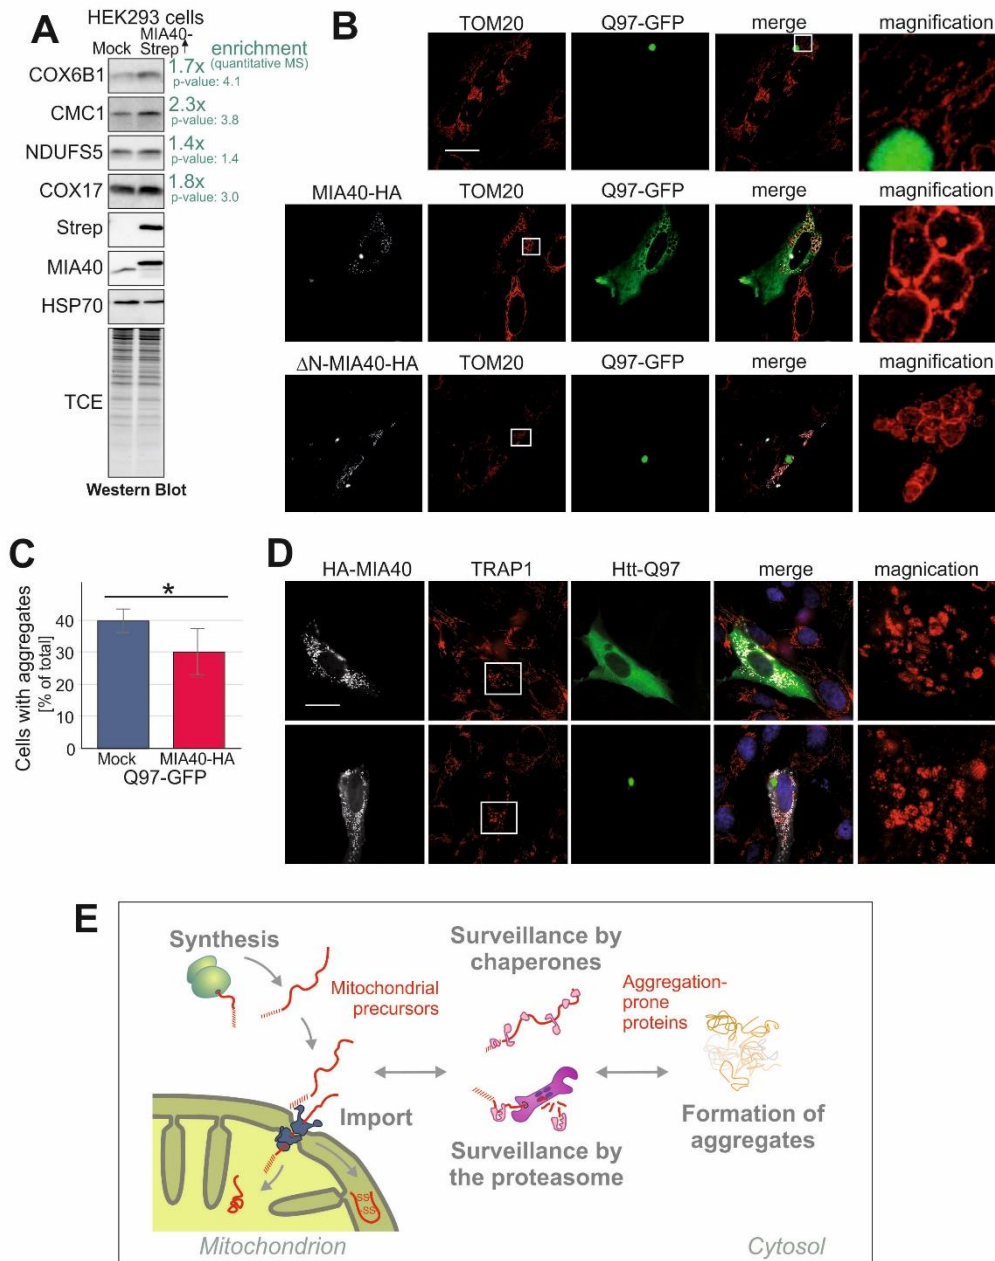 A
HEK293 cells
Mock
MIA40-
Strep
enrichment
(quantitative MS)
COX6B1
1.7x
p-value: 4.1
CMC1
2.3x
p-value: 3.8
NDUFS5
1.4x
p-value: 1.4
COX17
1.8x
p-value: 3.0
Strep
MIA40
HSP70
TCE
Western Blot
B
TOM20 Q97-GFP merge magnification
MIA40-HA TOM20 Q97-GFP merge magnification
ΔN-MIA40-HA TOM20 Q97-GFP merge magnification
C
Cells with aggregates
[% of total]
*
40
30
20
10
0
Mock MIA40-HA
Q97-GFP
D
HA-MIA40 TRAP1 Htt-Q97 merge magnication
E
Synthesis
Mitochondrial
precursors
Import
SS
SS
Mitochondrion
Surveillance by
chaperones
Surveillance by
the proteasome
Aggregation-
prone
proteins
Formation of
aggregates
Cytosol